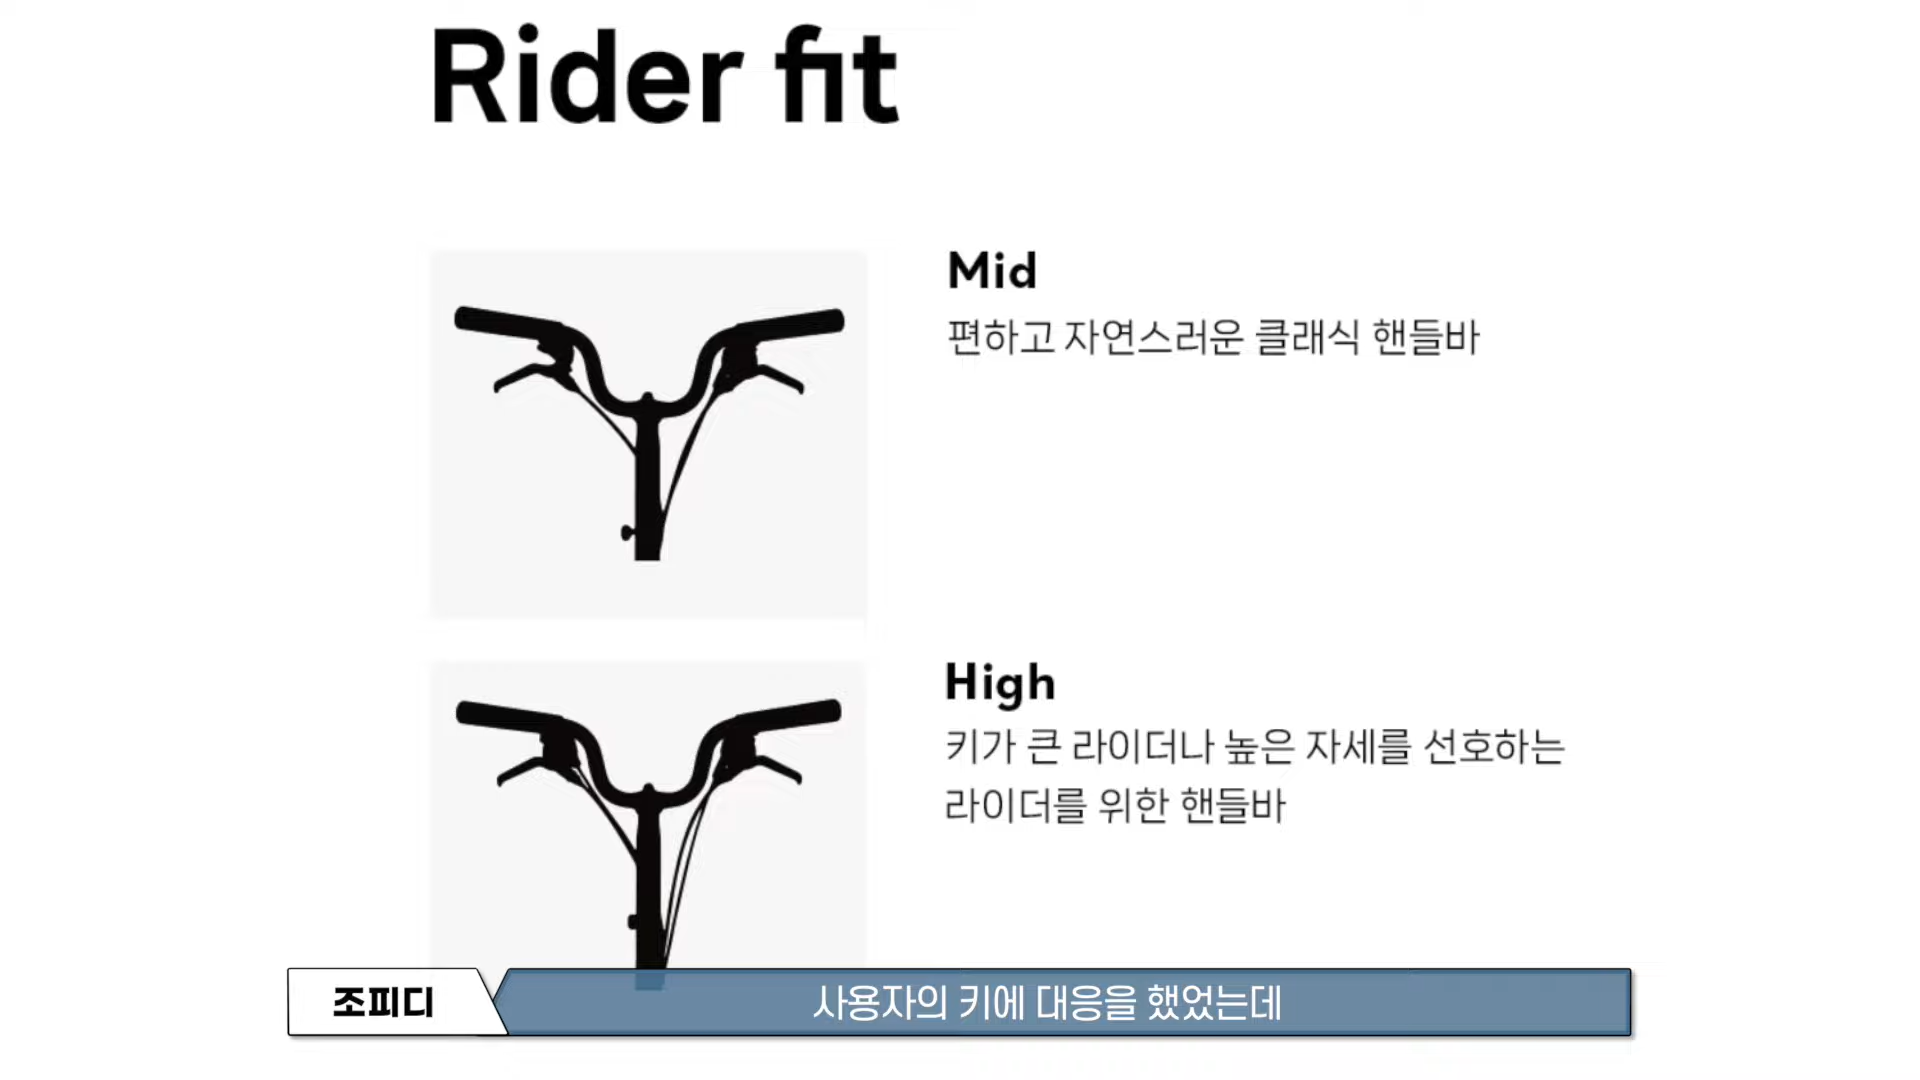 Rider fit
Mid
편하고 자연스러운 클래식 핸들바
High
키가 큰 라이더나 높은 자세를 선호하는
라이더를 위한 핸들바
조피디
사용자의 키에 대응을 했었는데